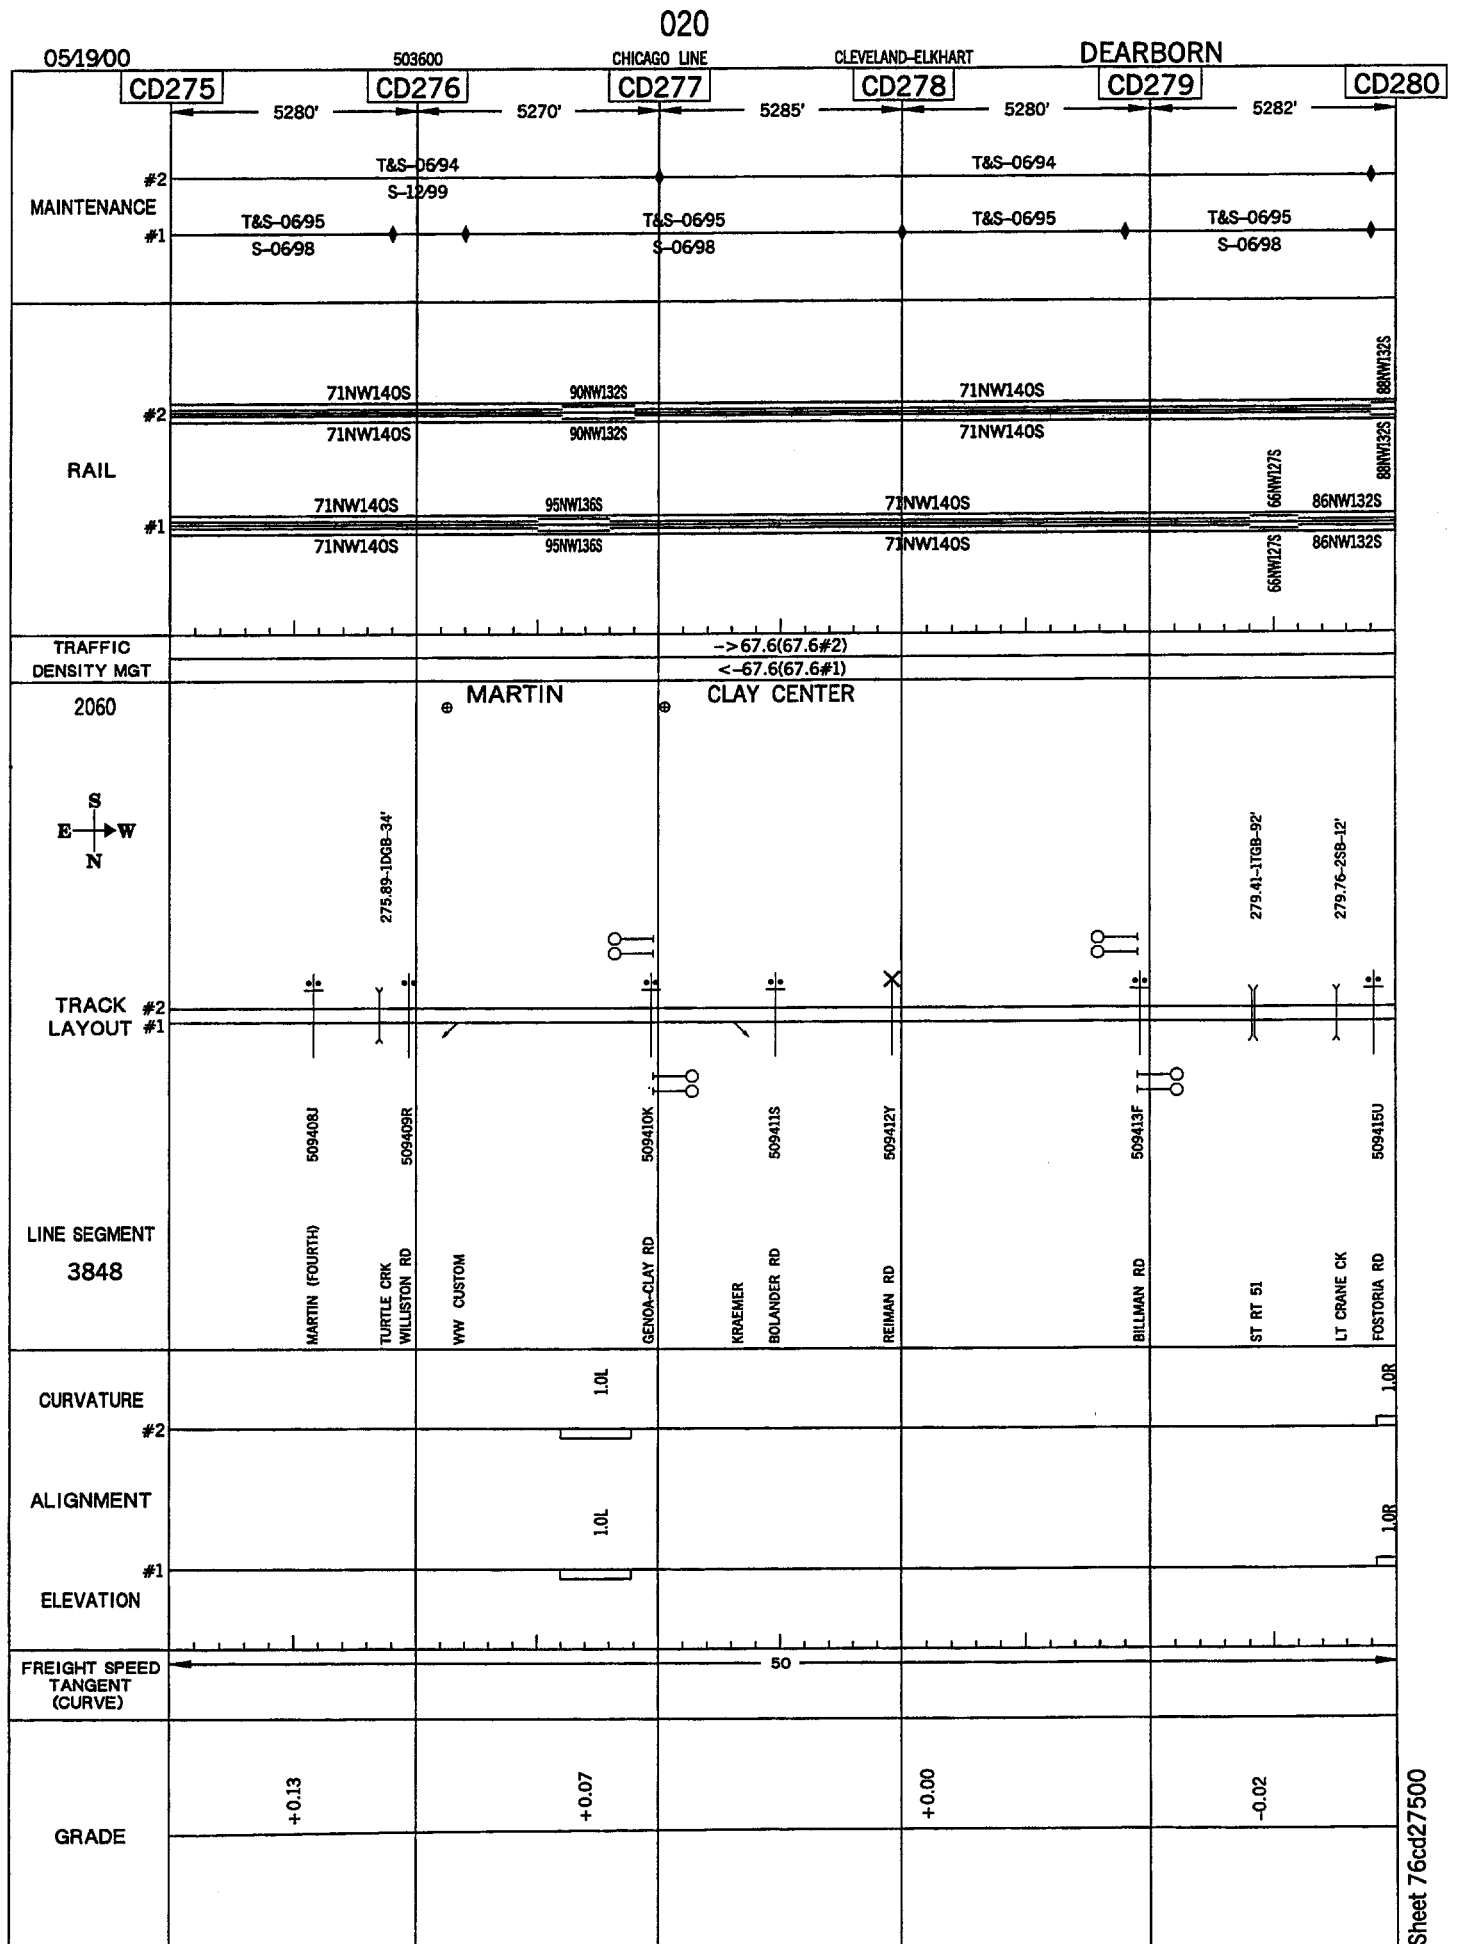 020
05/19/00 503600 CHICAGO LINE CLEVELAND-ELKHART DEARBORN
CD275 CD276 CD277 CD278 CD279 CD280
5280' 5270' 5285' 5280' 5282'
T&S-06/94 T&S-06/94
#2
S-12/99
MAINTENANCE
T&S-06/95 T&S-06/95 T&S-06/95 T&S-06/95
#1
S-06/98 S-06/98 S-06/98
88NW132S
71NW140S 90NW132S 71NW140S
#2
71NW140S 90NW132S 71NW140S
88NW132S
RAIL
66NW127S
71NW140S 95NW136S 71NW140S 86NW132S
#1
71NW140S 95NW136S 71NW140S 86NW132S
66NW127S
TRAFFIC
->67.6(67.6#2)
DENSITY MGT
<-67.6(67.6#1)
2060
MARTIN CLAY CENTER
S
E W
N
275.89-1DGB-34' 279.41-1TGB-92' 279.76-2SB-12'
TRACK #2
LAYOUT #1
509408J 509409R 509410K 509411S 509412Y 509413F 509415U
LINE SEGMENT
3848
MARTIN (FOURTH) TURTLE CRK WILLISTON RD WW CUSTOM GENOA-CLAY RD KRAEMER BOLANDER RD REIMAN RD BILLMAN RD ST RT 51 LT CRANE CK FOSTORIA RD
CURVATURE
1.0L 1.0R
#2
ALIGNMENT
1.0L 1.0R
#1
ELEVATION
FREIGHT SPEED
TANGENT
(CURVE)
50
GRADE
+0.13 +0.07 +0.00 -0.02
Sheet 76cd27500